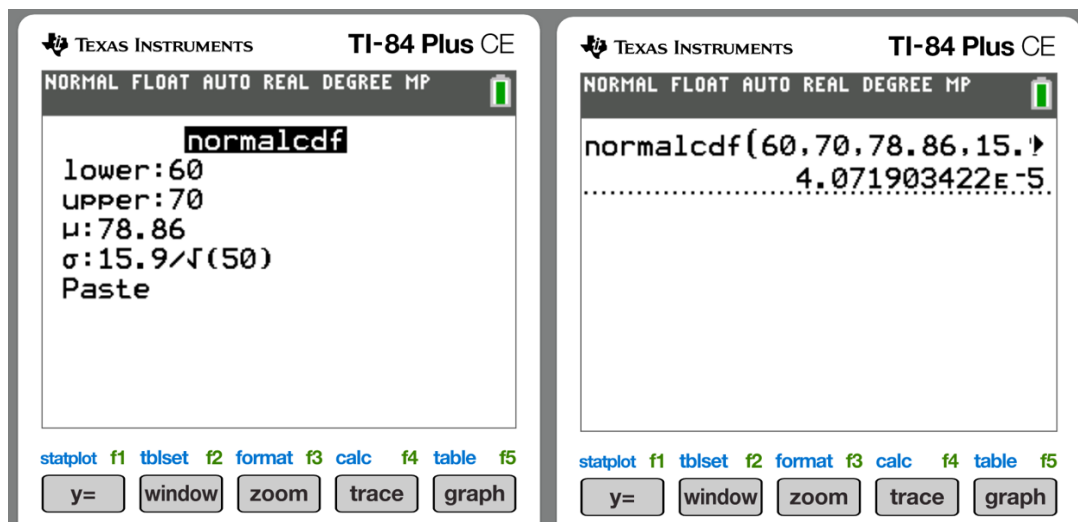 TEXAS INSTRUMENTS TI-84 Plus CE
NORMAL FLOAT AUTO REAL DEGREE MP
normalcdf
lower:60
upper:70
μ:78.86
σ:15.9/√(50)
Paste
statplot f1 tblset f2 format f3 calc f4 table f5
y= window zoom trace graph
TEXAS INSTRUMENTS TI-84 Plus CE
NORMAL FLOAT AUTO REAL DEGREE MP
normalcdf(60,70,78.86,15.
4.071903422E-5
statplot f1 tblset f2 format f3 calc f4 table f5
y= window zoom trace graph